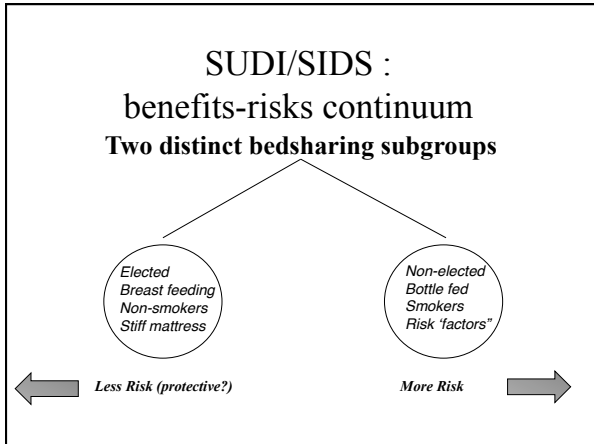 SUDI/SIDS :
benefits-risks continuum
Two distinct bedsharing subgroups
Elected
Breast feeding
Non-smokers
Stiff mattress
Non-elected
Bottle fed
Smokers
Risk ‘factors”
Less Risk (protective?)
More Risk